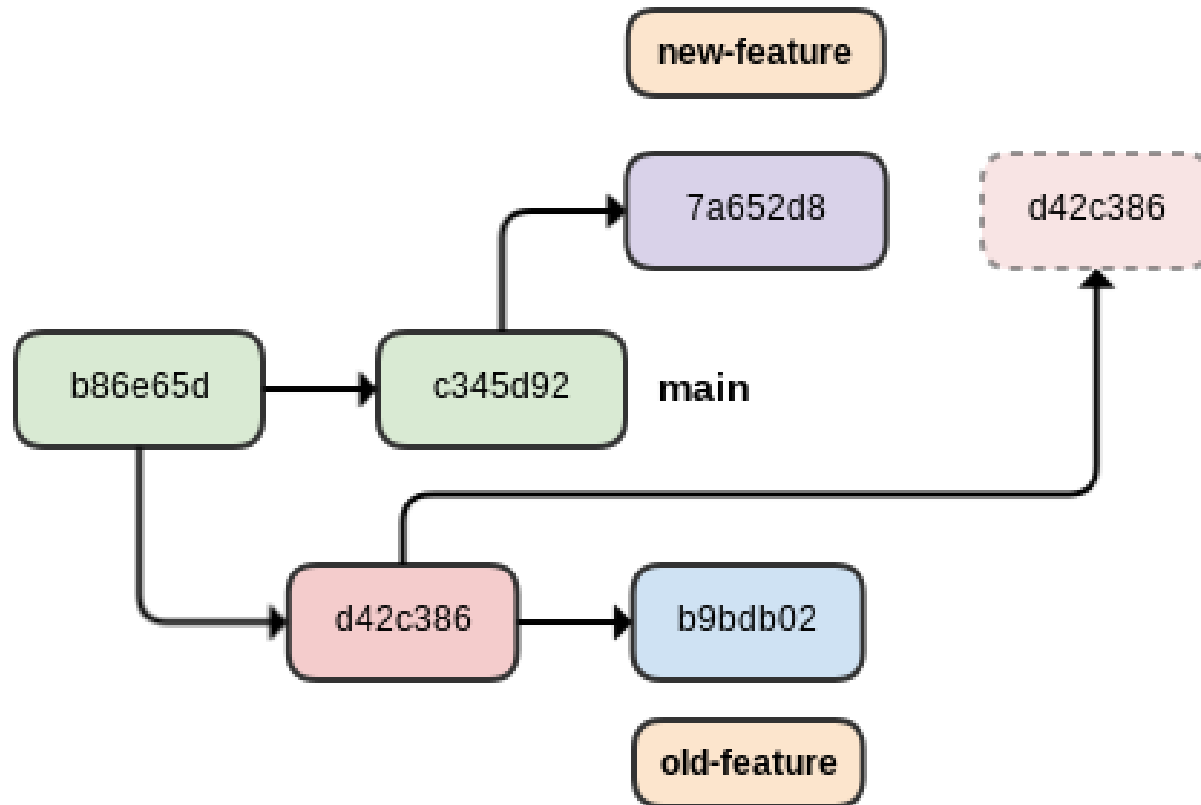 new-feature
7a652d8
d42c386
b86e65d
c345d92
main
d42c386
b9bdb02
old-feature